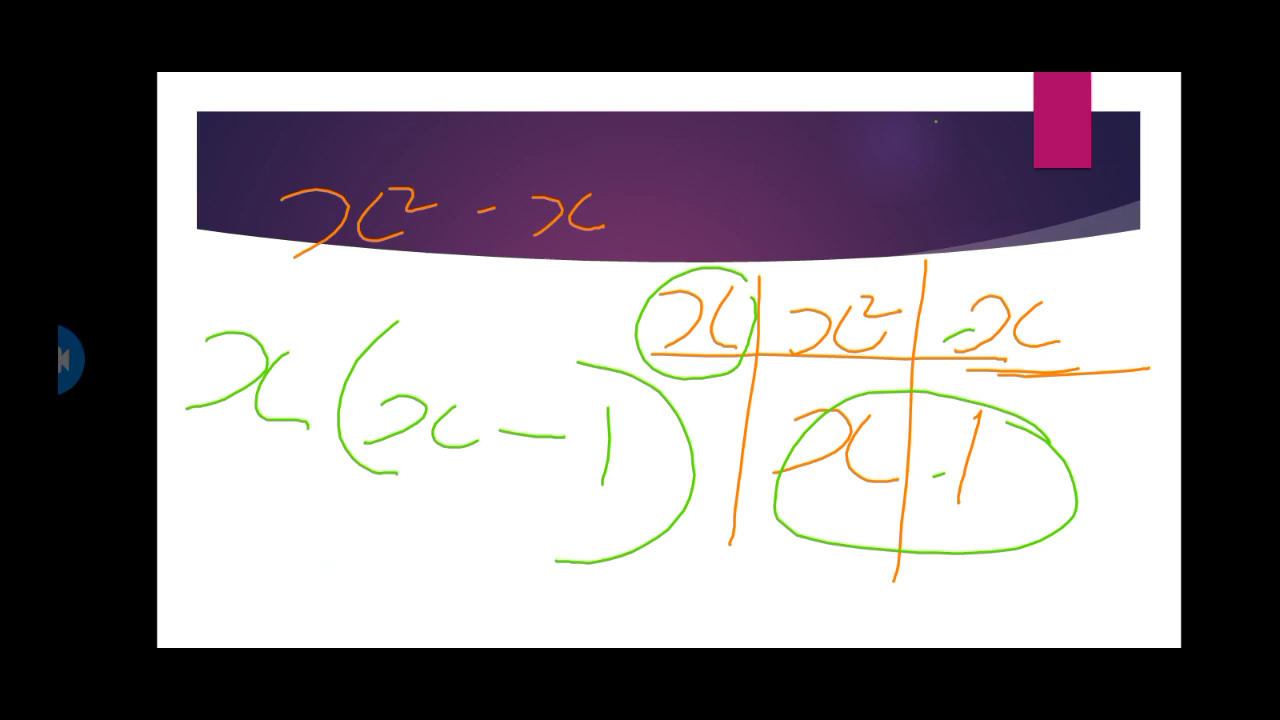 x² - x
x | x² | -x
x(x - 1)
x | -1